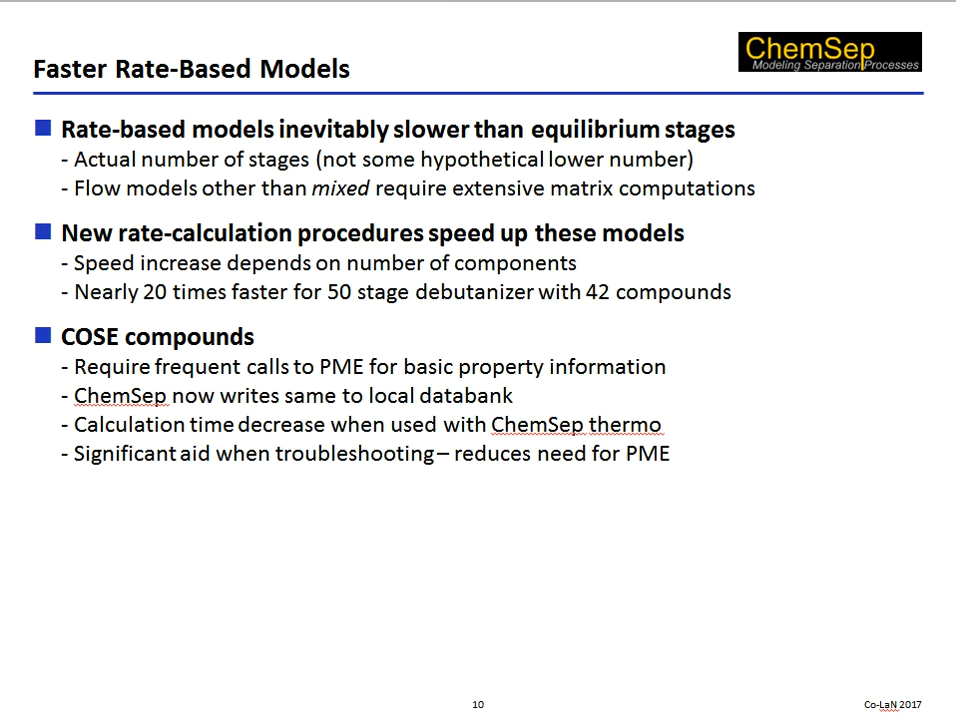 Faster Rate-Based Models
ChemSep
Modeling Separation Processes
Rate-based models inevitably slower than equilibrium stages
- Actual number of stages (not some hypothetical lower number)
- Flow models other than mixed require extensive matrix computations
New rate-calculation procedures speed up these models
- Speed increase depends on number of components
- Nearly 20 times faster for 50 stage debutanizer with 42 compounds
COSE compounds
- Require frequent calls to PME for basic property information
- ChemSep now writes same to local databank
- Calculation time decrease when used with ChemSep thermo
- Significant aid when troubleshooting – reduces need for PME
10
Co-LaN 2017